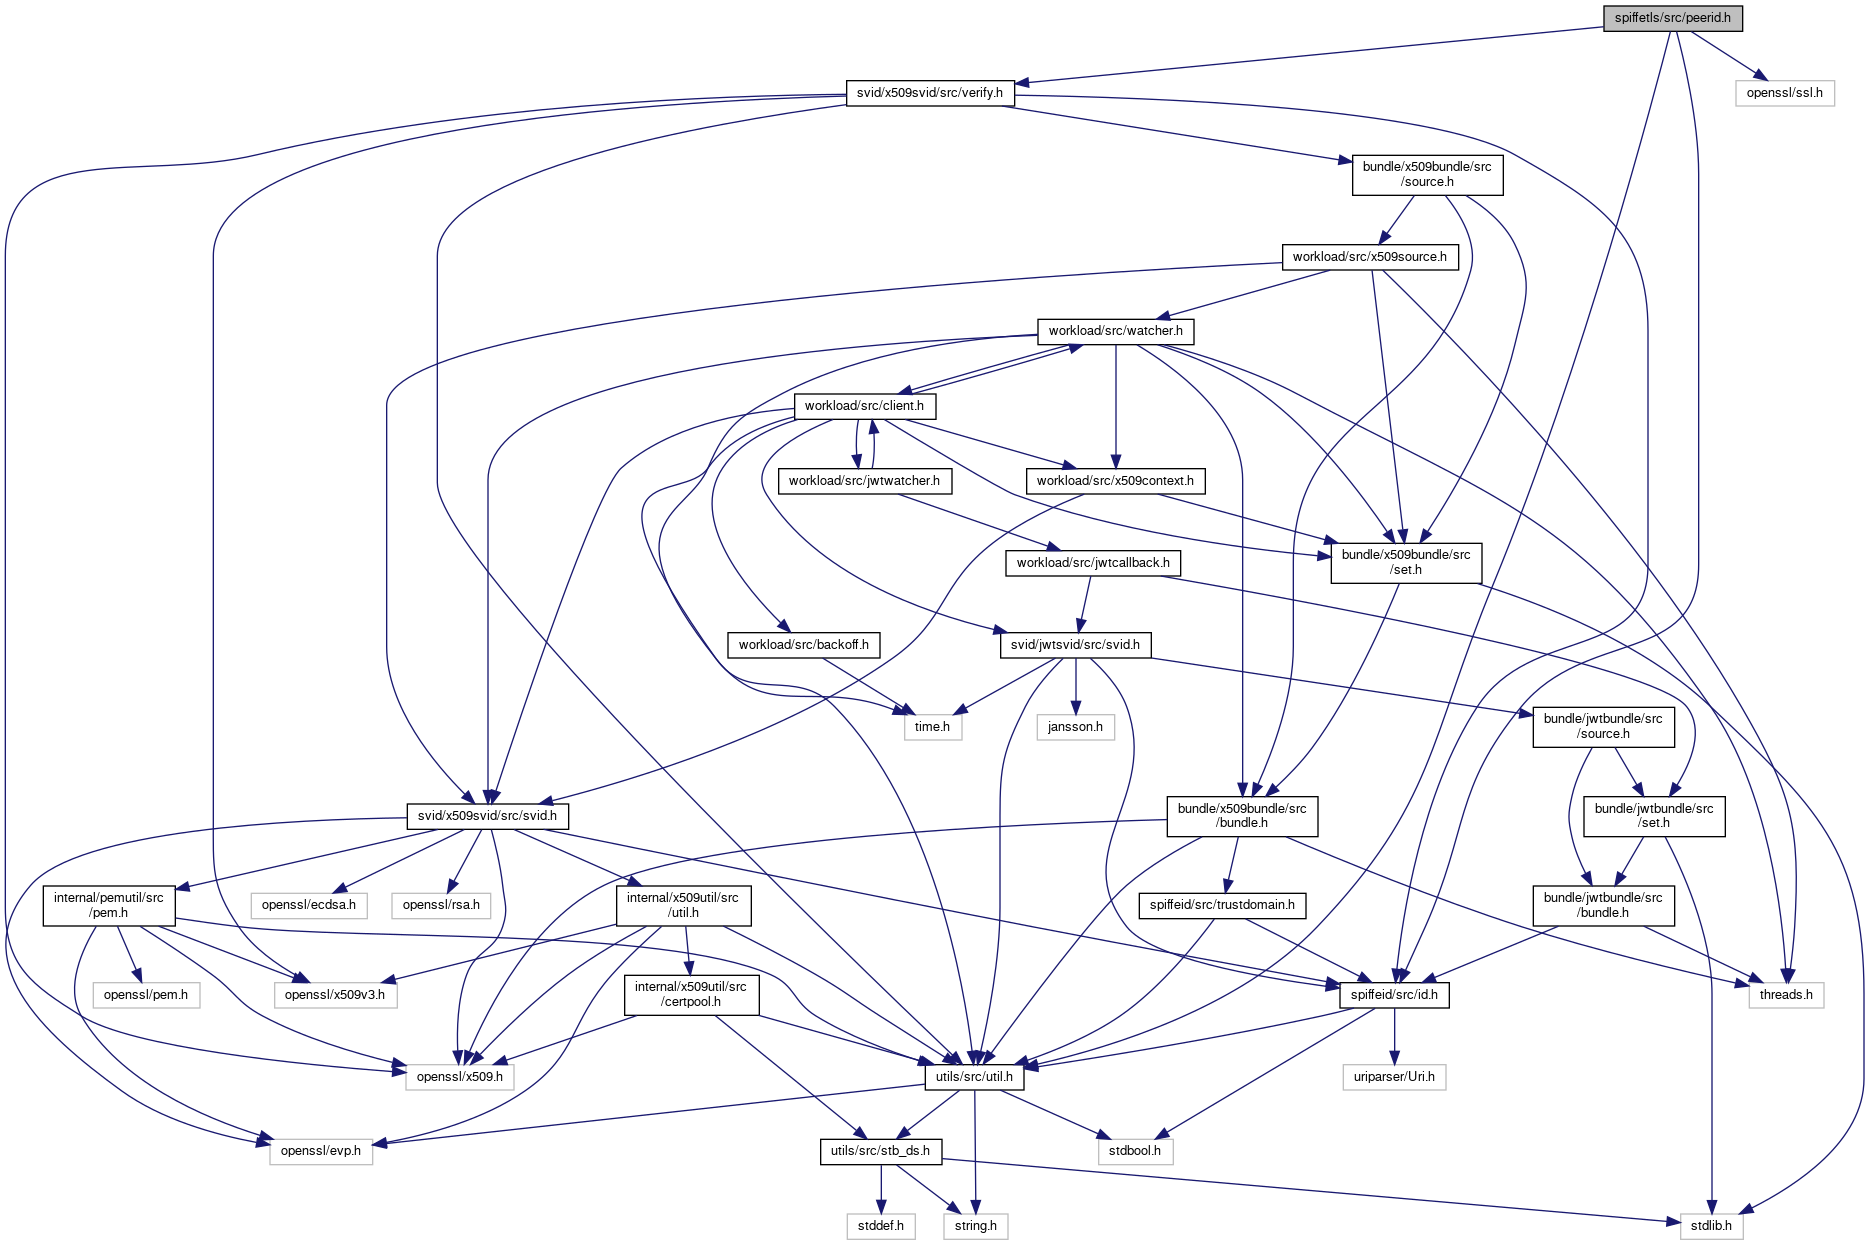 spiffetls/src/peerid.h
svid/x509svid/src/verify.h
openssl/ssl.h
bundle/x509bundle/src
/source.h
workload/src/x509source.h
workload/src/watcher.h
workload/src/client.h
workload/src/jwtwatcher.h
workload/src/x509context.h
workload/src/jwtcallback.h
bundle/x509bundle/src
/set.h
workload/src/backoff.h
svid/jwtsvid/src/svid.h
time.h
jansson.h
bundle/jwtbundle/src
/source.h
svid/x509svid/src/svid.h
bundle/x509bundle/src
/bundle.h
bundle/jwtbundle/src
/set.h
internal/pemutil/src
/pem.h
openssl/ecdsa.h
openssl/rsa.h
internal/x509util/src
/util.h
spiffeid/src/trustdomain.h
bundle/jwtbundle/src
/bundle.h
openssl/pem.h
openssl/x509v3.h
internal/x509util/src
/certpool.h
spiffeid/src/id.h
threads.h
openssl/x509.h
utils/src/util.h
uriparser/Uri.h
openssl/evp.h
utils/src/stb_ds.h
stdbool.h
stddef.h
string.h
stdlib.h